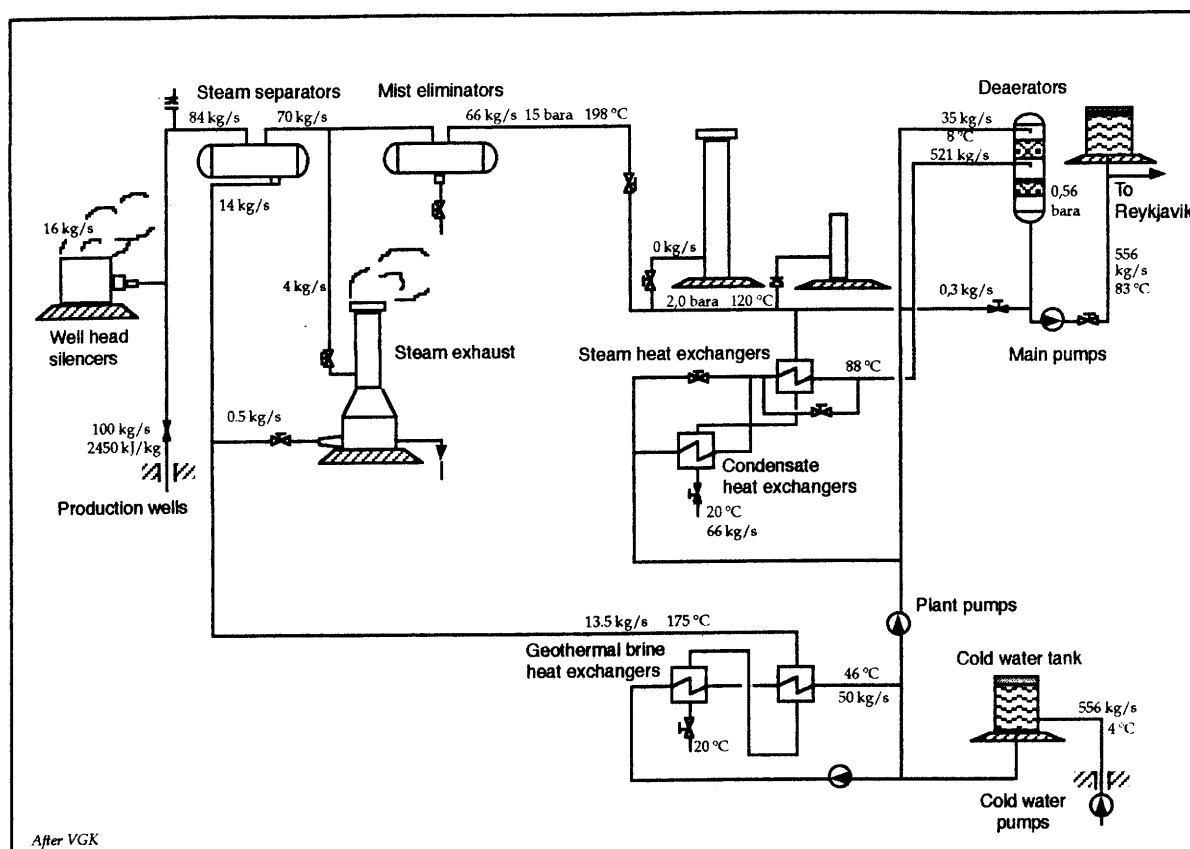 Steam separators
Mist eliminators
Deaerators
84 kg/s
70 kg/s
66 kg/s 15 bara 198 °C
35 kg/s
8 °C
521 kg/s
14 kg/s
0,56
bara
To
Reykjavik
16 kg/s
0 kg/s
556
kg/s
83 °C
4 kg/s
2,0 bara 120 °C
0,3 kg/s
Well head
silencers
Steam exhaust
Steam heat exchangers
Main pumps
88 °C
0.5 kg/s
100 kg/s
2450 kJ/kg
Condensate
heat exchangers
Production wells
20 °C
66 kg/s
Plant pumps
13.5 kg/s 175 °C
Geothermal brine
heat exchangers
Cold water tank
46 °C
50 kg/s
556 kg/s
4 °C
20 °C
Cold water
pumps
After VGK